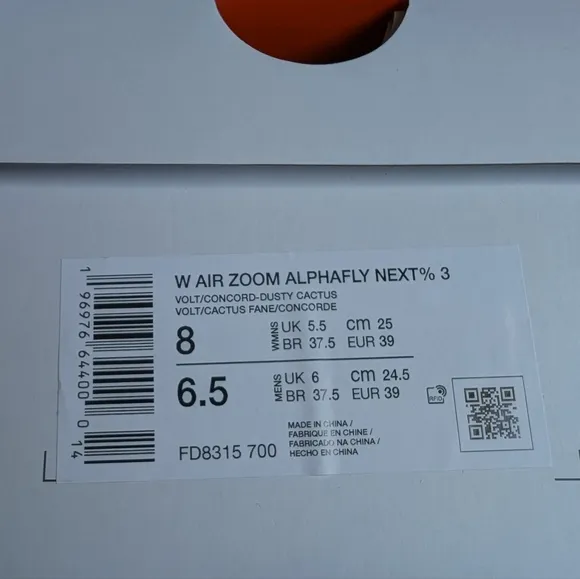 W AIR ZOOM ALPHAFLY NEXT% 3
VOLT/CONCORD-DUSTY CACTUS
VOLT/CACTUS FANE/CONCORDE
8 WMNS UK 5.5 CM 25
BR 37.5 EUR 39
6.5 MENS UK 6 CM 24.5
BR 37.5 EUR 39
RFID
MADE IN CHINA /
FABRIQUE EN CHINE /
FABRICADO NA CHINA /
HECHO EN CHINA
FD8315 700
1 96976 64400 0 14